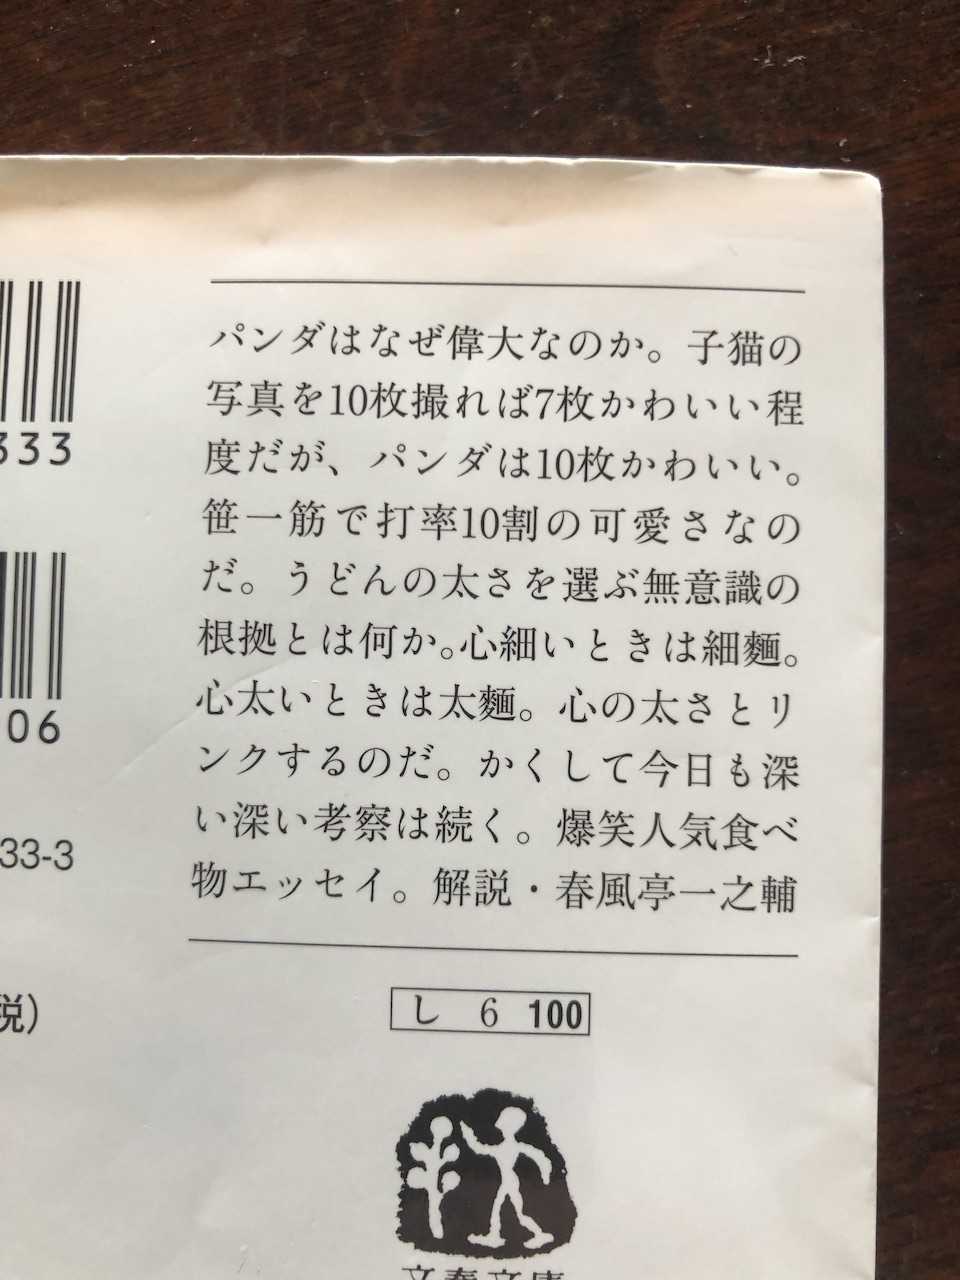 パンダはなぜ偉大なのか。子猫の
写真を10枚撮れば7枚かわいい程
度だが、パンダは10枚かわいい。
笹一筋で打率10割の可愛さなの
だ。うどんの太さを選ぶ無意識の
根拠とは何か。心細いときは細麵。
心太いときは太麵。心の太さとリ
ンクするのだ。かくして今日も深
い深い考察は続く。爆笑人気食べ
物エッセイ。解説・春風亭一之輔
333
06
33-3
税)
し 6 100
文春文庫